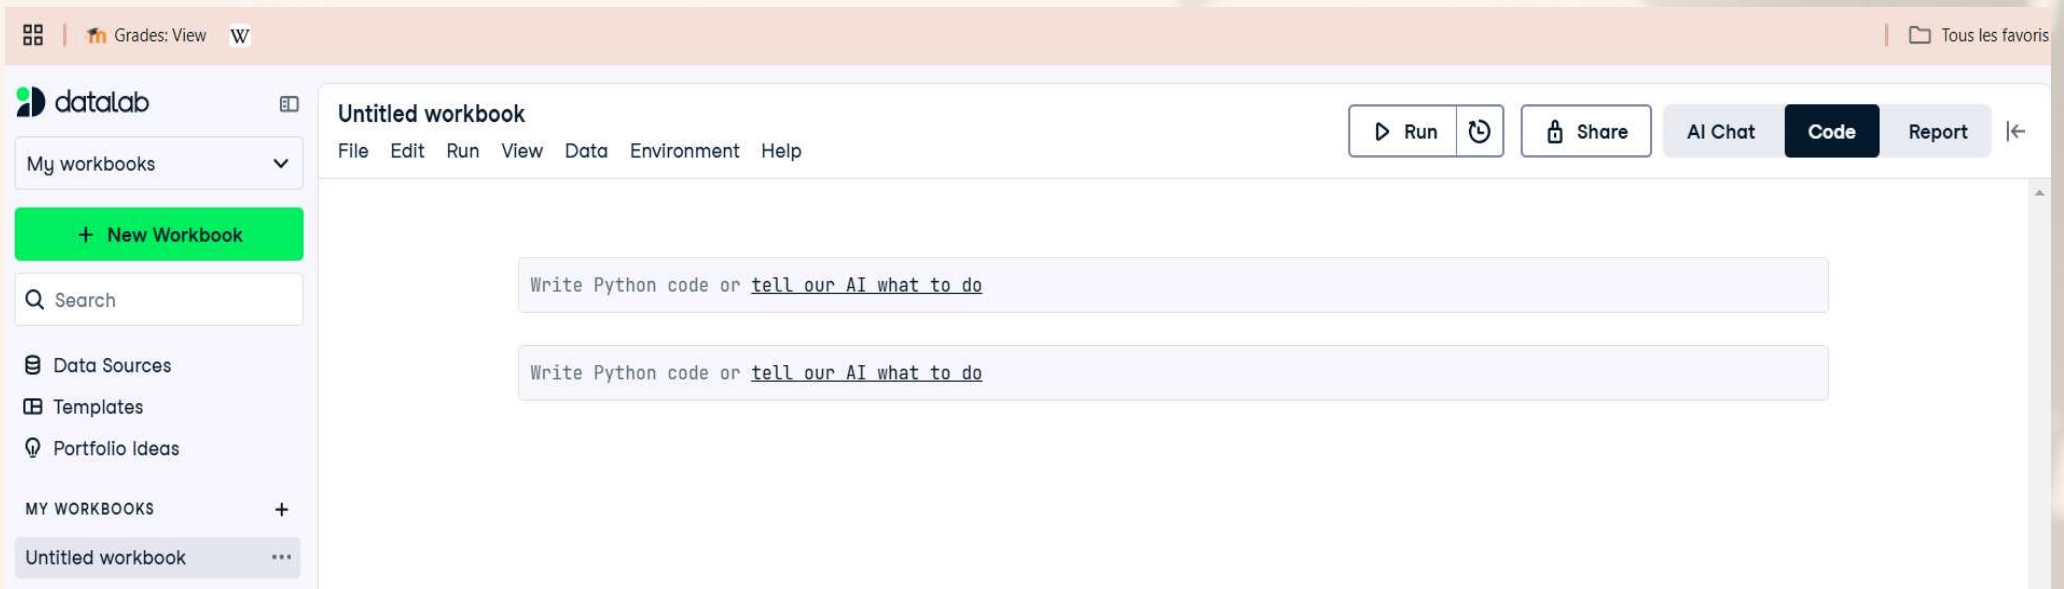 Grades: View W Tous les favoris
datalab
My workbooks
+ New Workbook
Search
Data Sources
Templates
Portfolio Ideas
MY WORKBOOKS +
Untitled workbook ...
Untitled workbook
File Edit Run View Data Environment Help
Run Share AI Chat Code Report
Write Python code or tell our AI what to do
Write Python code or tell our AI what to do